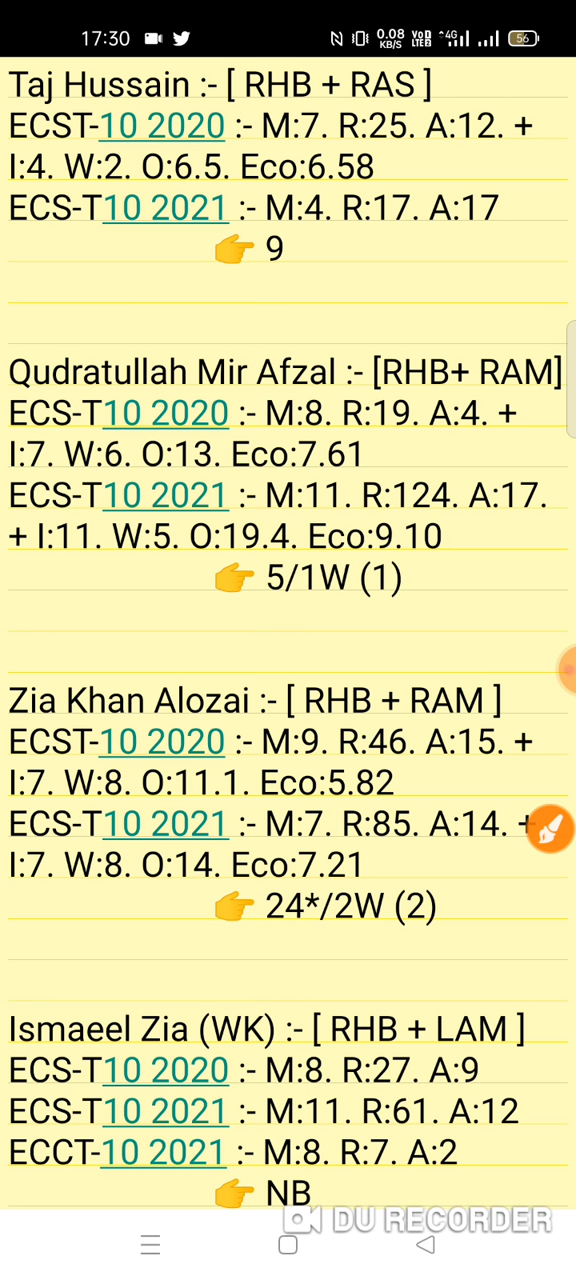 17:30
0.08 KB/S VoD LTE2 4G 56
Taj Hussain :- [ RHB + RAS ]
ECST-10 2020 :- M:7. R:25. A:12. +
I:4. W:2. O:6.5. Eco:6.58
ECS-T10 2021 :- M:4. R:17. A:17
👉 9
Qudratullah Mir Afzal :- [RHB+ RAM]
ECS-T10 2020 :- M:8. R:19. A:4. +
I:7. W:6. O:13. Eco:7.61
ECS-T10 2021 :- M:11. R:124. A:17.
+ I:11. W:5. O:19.4. Eco:9.10
👉 5/1W (1)
Zia Khan Alozai :- [ RHB + RAM ]
ECST-10 2020 :- M:9. R:46. A:15. +
I:7. W:8. O:11.1. Eco:5.82
ECS-T10 2021 :- M:7. R:85. A:14. +
I:7. W:8. O:14. Eco:7.21
👉 24*/2W (2)
Ismaeel Zia (WK) :- [ RHB + LAM ]
ECS-T10 2020 :- M:8. R:27. A:9
ECS-T10 2021 :- M:11. R:61. A:12
ECCT-10 2021 :- M:8. R:7. A:2
👉 NB
DU RECORDER